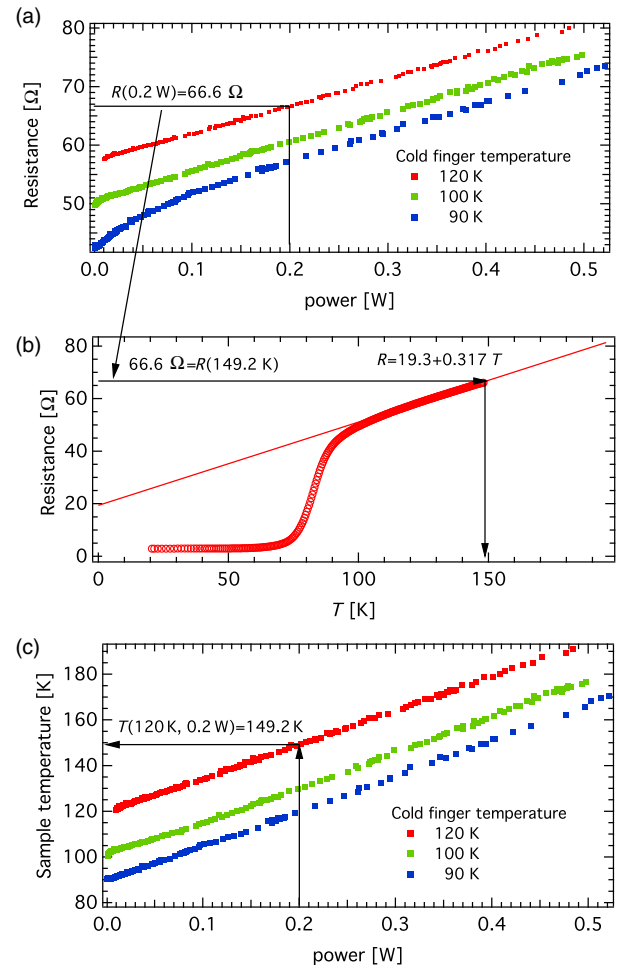 (a)
80
70
60
50
Resistance [Ω]
R(0.2 W)=66.6 Ω
Cold finger temperature
120 K
100 K
90 K
0.0 0.1 0.2 0.3 0.4 0.5
power [W]
(b)
80
60
40
20
0
Resistance [Ω]
66.6 Ω=R(149.2 K)
R=19.3+0.317 T
0 50 100 150
T [K]
(c)
180
160
140
120
100
80
Sample temperature [K]
T(120 K, 0.2 W)=149.2 K
Cold finger temperature
120 K
100 K
90 K
0.0 0.1 0.2 0.3 0.4 0.5
power [W]